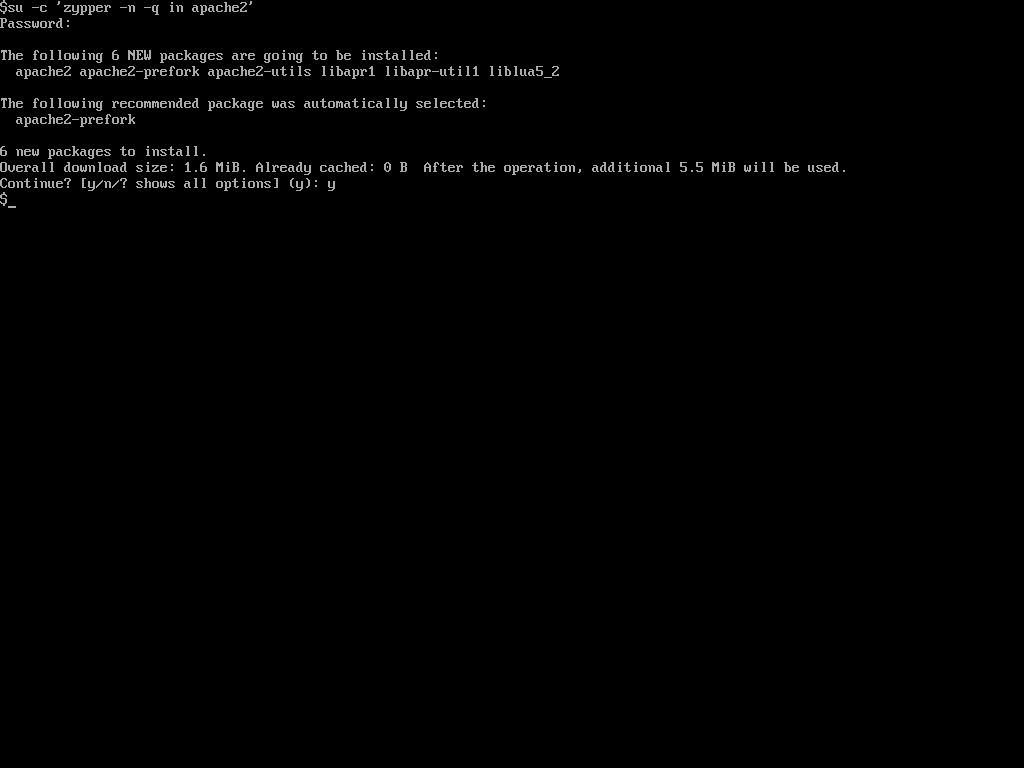 $su -c 'zypper -n -q in apache2'
Password:
The following 6 NEW packages are going to be installed:
  apache2 apache2-prefork apache2-utils libapr1 libapr-util1 liblua5_2
The following recommended package was automatically selected:
  apache2-prefork
6 new packages to install.
Overall download size: 1.6 MiB. Already cached: 0 B  After the operation, additional 5.5 MiB will be used.
Continue? [y/n/? shows all options] (y): y
$_